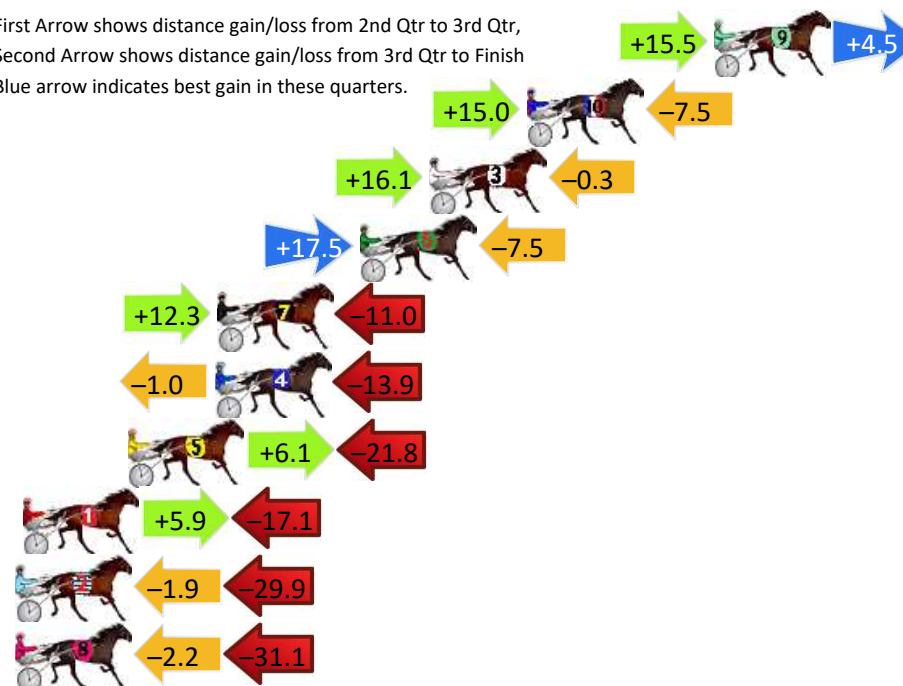 First Arrow shows distance gain/loss from 2nd Qtr to 3rd Qtr,
Second Arrow shows distance gain/loss from 3rd Qtr to Finish
Blue arrow indicates best gain in these quarters.
+15.5 9 +4.5
+15.0 10 –7.5
+16.1 3 –0.3
+17.5 6 –7.5
+12.3 7 –11.0
–1.0 4 –13.9
5 +6.1 –21.8
1 +5.9 –17.1
2 –1.9 –29.9
8 –2.2 –31.1